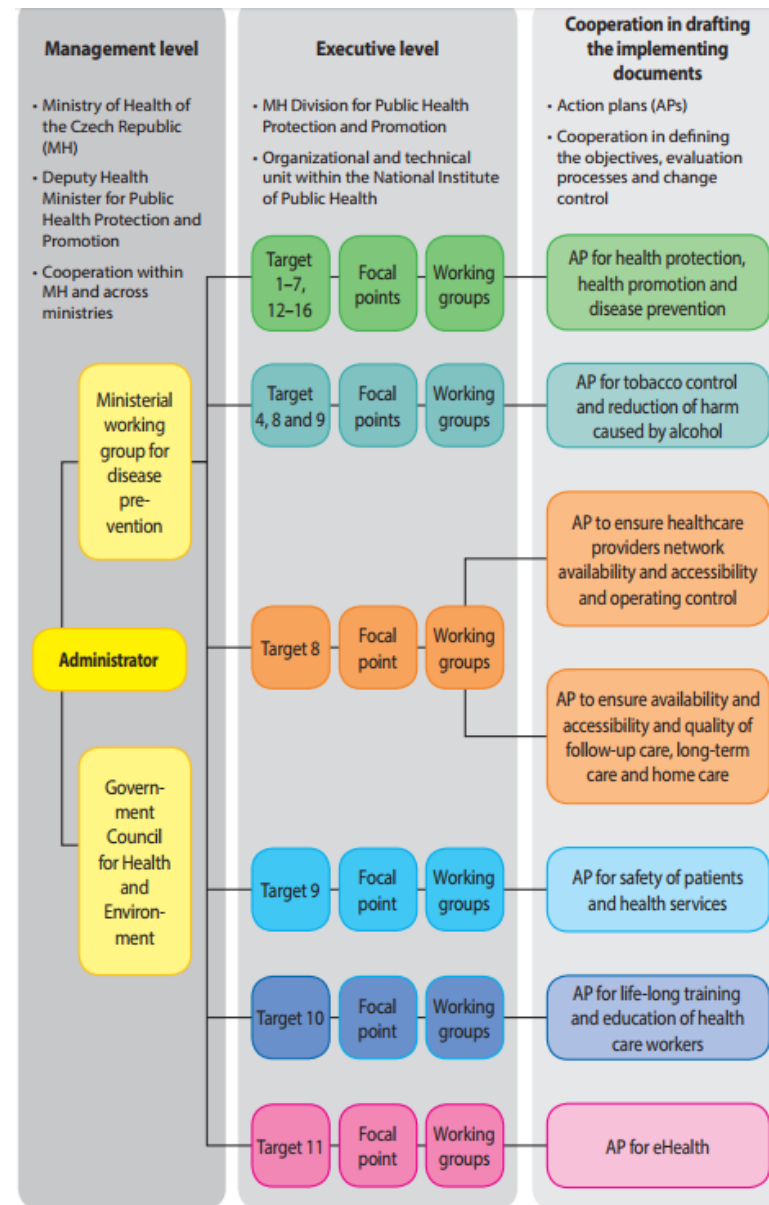 Management level
• Ministry of Health of
the Czech Republic
(MH)
• Deputy Health
Minister for Public
Health Protection and
Promotion
• Cooperation within
MH and across
ministries
Ministerial
working
group for
disease
pre-
vention
Administrator
Govern-
ment
Council
for Health
and
Environ-
ment
Executive level
• MH Division for Public Health
Protection and Promotion
• Organizational and technical
unit within the National Institute
of Public Health
Target
1–7,
12–16
Focal
points
Working
groups
Target
4, 8 and 9
Focal
points
Working
groups
Target 8
Focal
point
Working
groups
Target 9
Focal
point
Working
groups
Target 10
Focal
point
Working
groups
Target 11
Focal
point
Working
groups
Cooperation in drafting
the implementing
documents
• Action plans (APs)
• Cooperation in defining
the objectives, evaluation
processes and change
control
AP for health protection,
health promotion and
disease prevention
AP for tobacco control
and reduction of harm
caused by alcohol
AP to ensure healthcare
providers network
availability and accessibility
and operating control
AP to ensure availability and
accessibility and quality of
follow-up care, long-term
care and home care
AP for safety of patients
and health services
AP for life-long training
and education of health
care workers
AP for eHealth